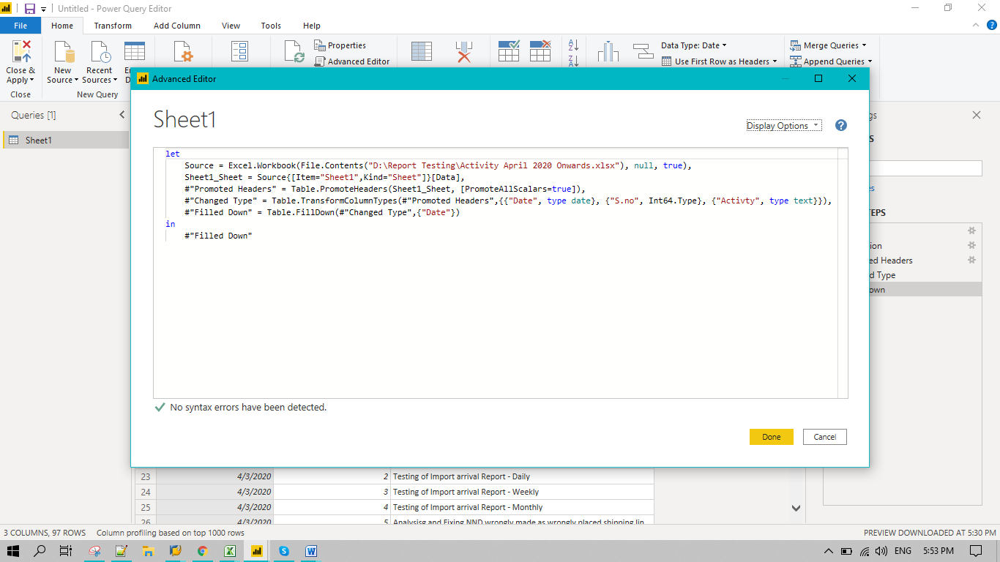 Untitled - Power Query Editor
File Home Transform Add Column View Tools Help
Close & Apply
New Source
Recent Sources
Properties
Advanced Editor
Data Type: Date
Use First Row as Headers
Merge Queries
Append Queries
Close
New Query
Advanced Editor
Queries [1]
Sheet1
Sheet1
Display Options
let
Source = Excel.Workbook(File.Contents("D:\Report Testing\Activity April 2020 Onwards.xlsx"), null, true),
Sheet1_Sheet = Source{[Item="Sheet1",Kind="Sheet"]}[Data],
#"Promoted Headers" = Table.PromoteHeaders(Sheet1_Sheet, [PromoteAllScalars=true]),
#"Changed Type" = Table.TransformColumnTypes(#"Promoted Headers",{{"Date", type date}, {"S.no", Int64.Type}, {"Activty", type text}}),
#"Filled Down" = Table.FillDown(#"Changed Type",{"Date"})
in
#"Filled Down"
No syntax errors have been detected.
Done Cancel
gs
S
es
EPS
ion
ed Headers
d Type
own
23 4/3/2020 2 Testing of Import arrival Report - Daily
24 4/3/2020 3 Testing of Import arrival Report - Weekly
25 4/3/2020 4 Testing of Import arrival Report - Monthly
26 4/3/2020 5 Analysisg and Fixing NND wrongly made as wrongly placed shipping lin
3 COLUMNS, 97 ROWS Column profiling based on top 1000 rows PREVIEW DOWNLOADED AT 5:30 PM
ENG 5:53 PM